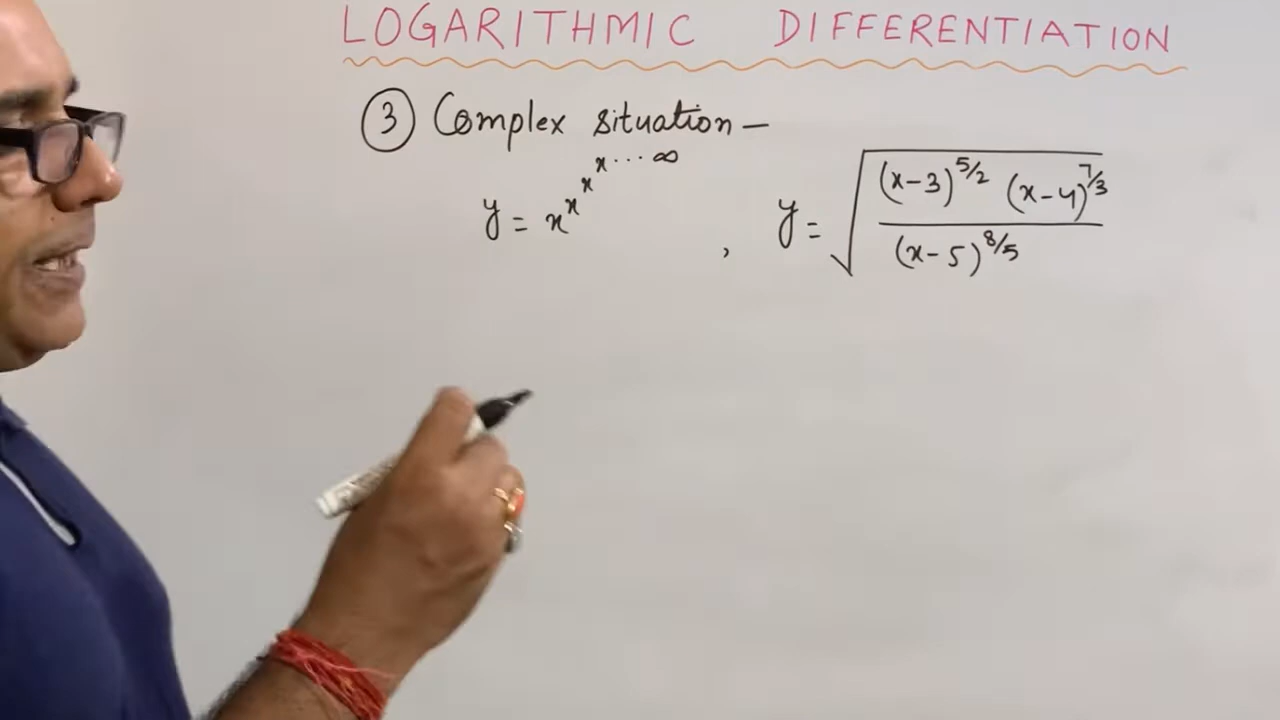 LOGARITHMIC DIFFERENTIATION
③ Complex situation –
y = x^x^x^x...∞ , y = √((x-3)^5/2 (x-4)^7/3 / (x-5)^8/5)